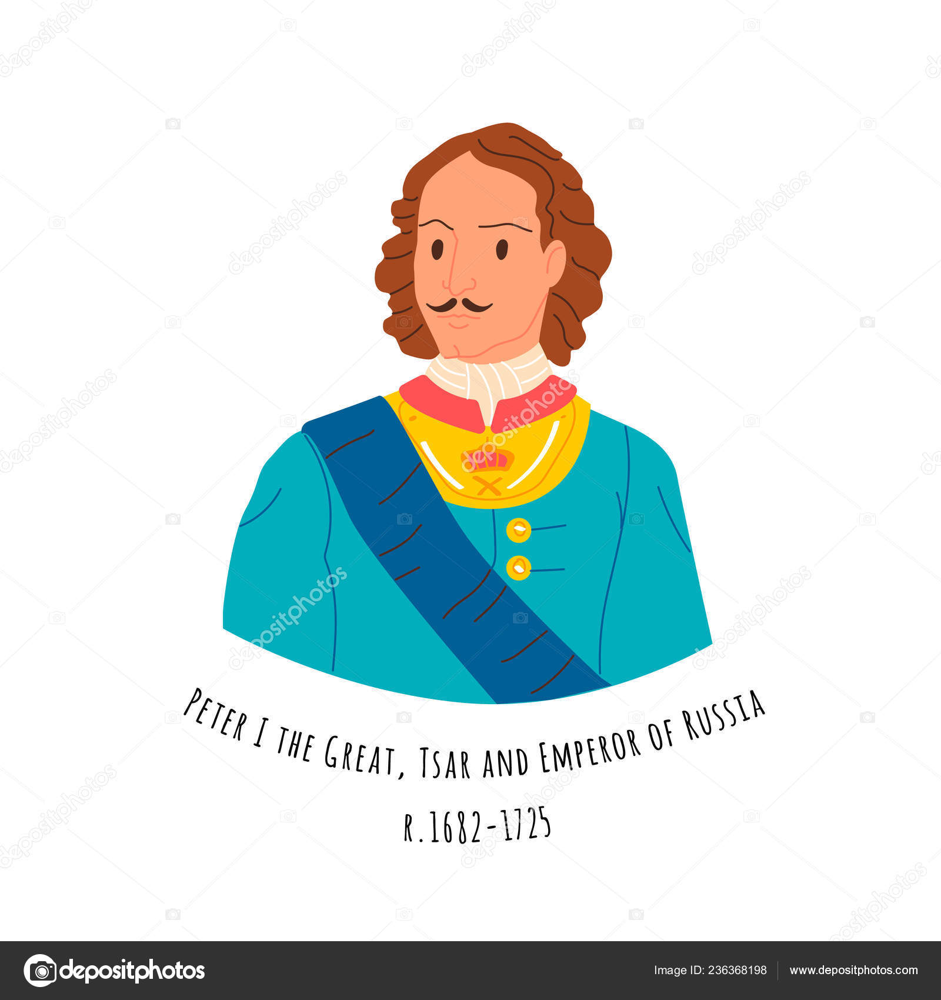 Peter I the Great, Tsar and Emperor of Russia
r.1682-1725
depositphotos
Image ID: 236368198 www.depositphotos.com